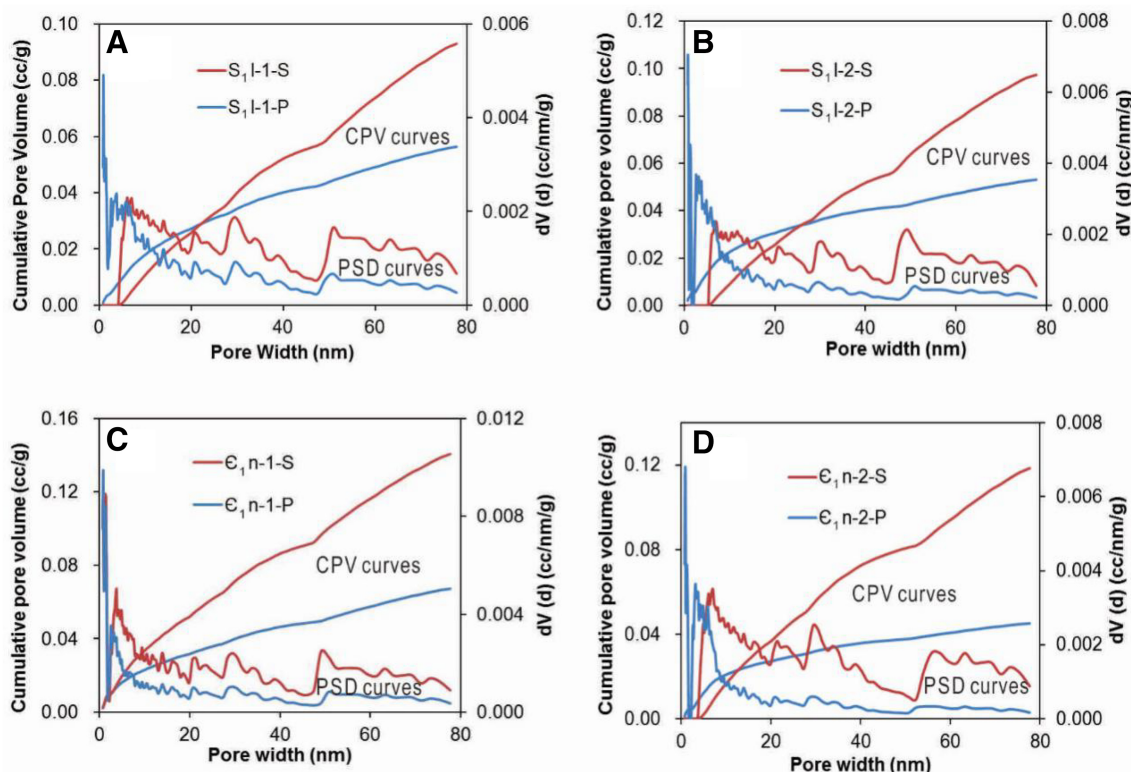 A
Cumulative Pore Volume (cc/g)
0.10
0.08
0.06
0.04
0.02
0.00
S₁l-1-S
S₁l-1-P
CPV curves
PSD curves
0.006
0.004
0.002
0.000
dV (d) (cc/nm/g)
0 20 40 60 80
Pore Width (nm)
B
Cumulative pore volume (cc/g)
0.12
0.10
0.08
0.06
0.04
0.02
0.00
S₁l-2-S
S₁l-2-P
CPV curves
PSD curves
0.008
0.006
0.004
0.002
0.000
dV (d) (cc/nm/g)
0 20 40 60 80
Pore width (nm)
C
Cumulative pore volume (cc/g)
0.16
0.12
0.08
0.04
0.00
Є₁n-1-S
Є₁n-1-P
CPV curves
PSD curves
0.012
0.008
0.004
0.000
dV (d) (cc/nm/g)
0 20 40 60 80
Pore width (nm)
D
Cumulative pore volume (cc/g)
0.12
0.08
0.04
0.00
Є₁n-2-S
Є₁n-2-P
CPV curves
PSD curves
0.008
0.006
0.004
0.002
0.000
dV (d) (cc/nm/g)
0 20 40 60 80
Pore width (nm)